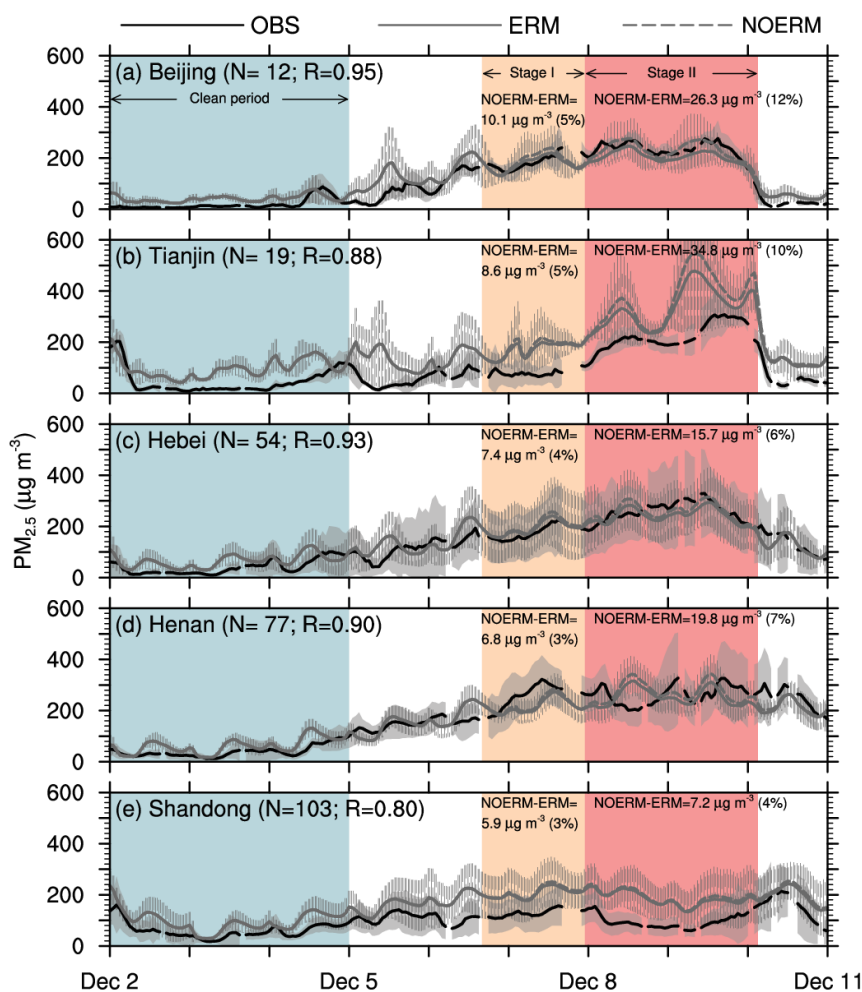 OBS ERM NOERM
600
(a) Beijing (N= 12; R=0.95)
Stage I Stage II
Clean period
NOERM-ERM= NOERM-ERM=26.3 µg m-3 (12%)
10.1 µg m-3 (5%)
400
200
0
600
(b) Tianjin (N= 19; R=0.88)
NOERM-ERM= NOERM-ERM=34.8 µg m-3 (10%)
8.6 µg m-3 (5%)
400
200
0
600
(c) Hebei (N= 54; R=0.93)
NOERM-ERM= NOERM-ERM=15.7 µg m-3 (6%)
7.4 µg m-3 (4%)
400
200
0
PM2.5 (µg m-3)
600
(d) Henan (N= 77; R=0.90)
NOERM-ERM= NOERM-ERM=19.8 µg m-3 (7%)
6.8 µg m-3 (3%)
400
200
0
600
(e) Shandong (N=103; R=0.80)
NOERM-ERM= NOERM-ERM=7.2 µg m-3 (4%)
5.9 µg m-3 (3%)
400
200
0
Dec 2 Dec 5 Dec 8 Dec 11